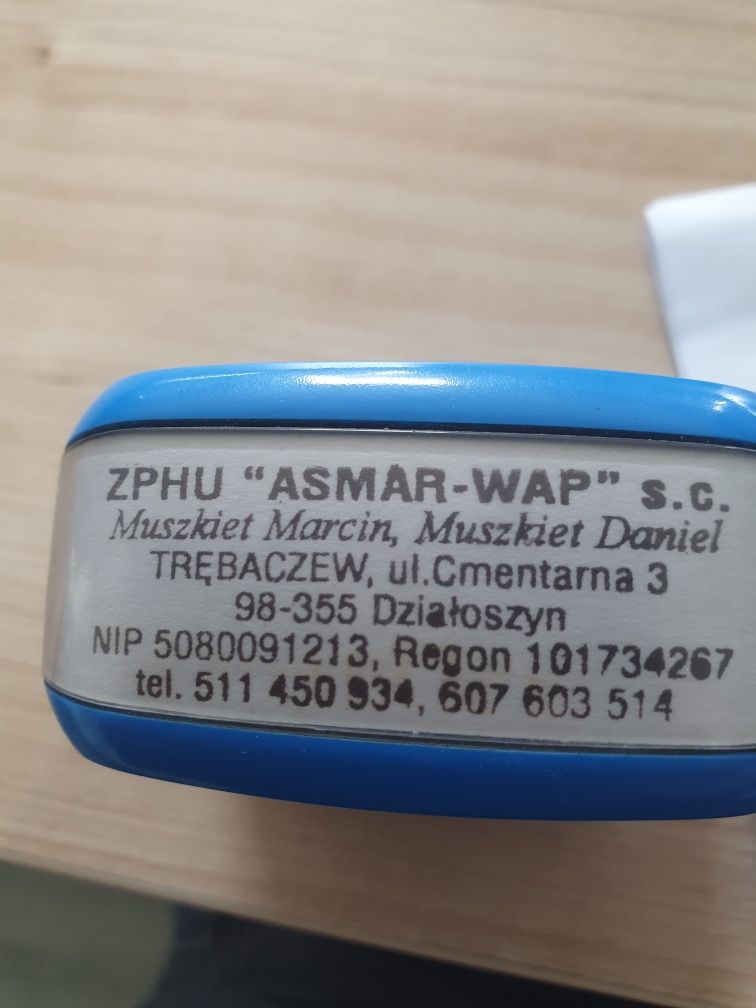 ZPHU "ASMAR-WAP" s.c.
Muszkiet Marcin, Muszkiet Daniel
TRĘBACZEW, ul.Cmentarna 3
98-355 Działoszyn
NIP 5080091213, Regon 101734267
tel. 511 450 934, 607 603 514